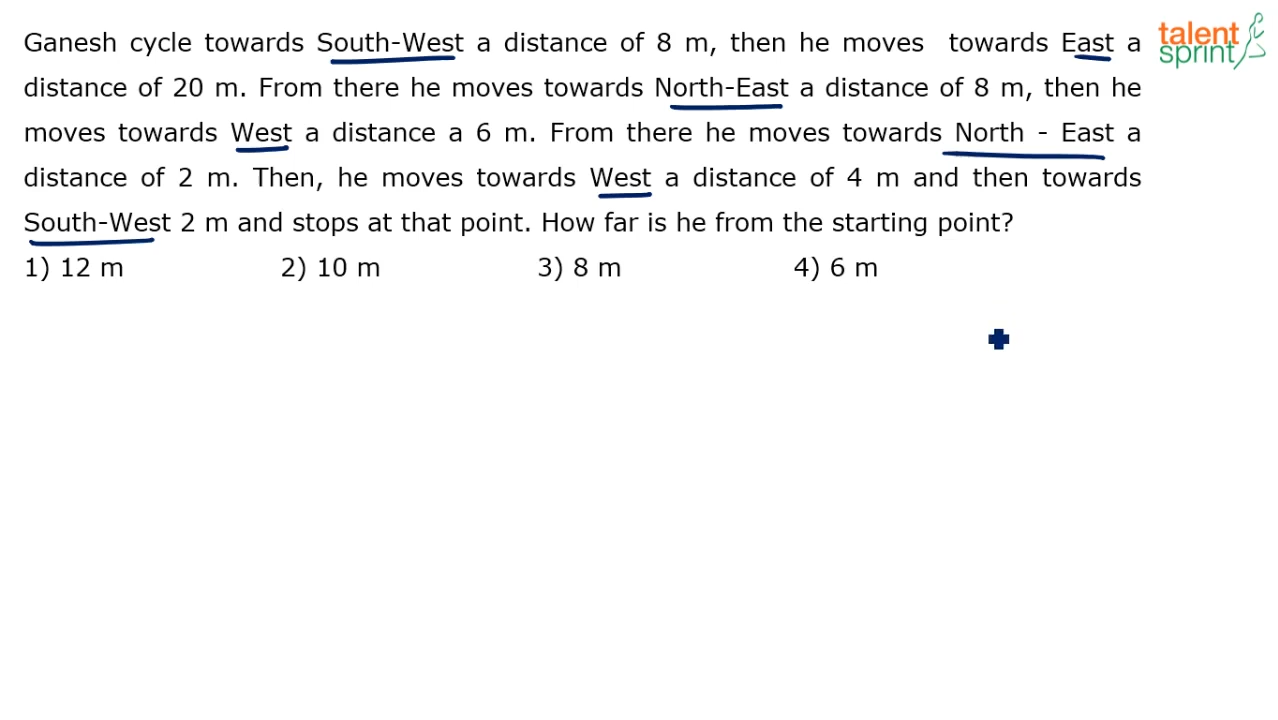 Ganesh cycle towards South-West a distance of 8 m, then he moves towards East a
talent
sprint
distance of 20 m. From there he moves towards North-East a distance of 8 m, then he
moves towards West a distance a 6 m. From there he moves towards North - East a
distance of 2 m. Then, he moves towards West a distance of 4 m and then towards
South-West 2 m and stops at that point. How far is he from the starting point?
1) 12 m 2) 10 m 3) 8 m 4) 6 m